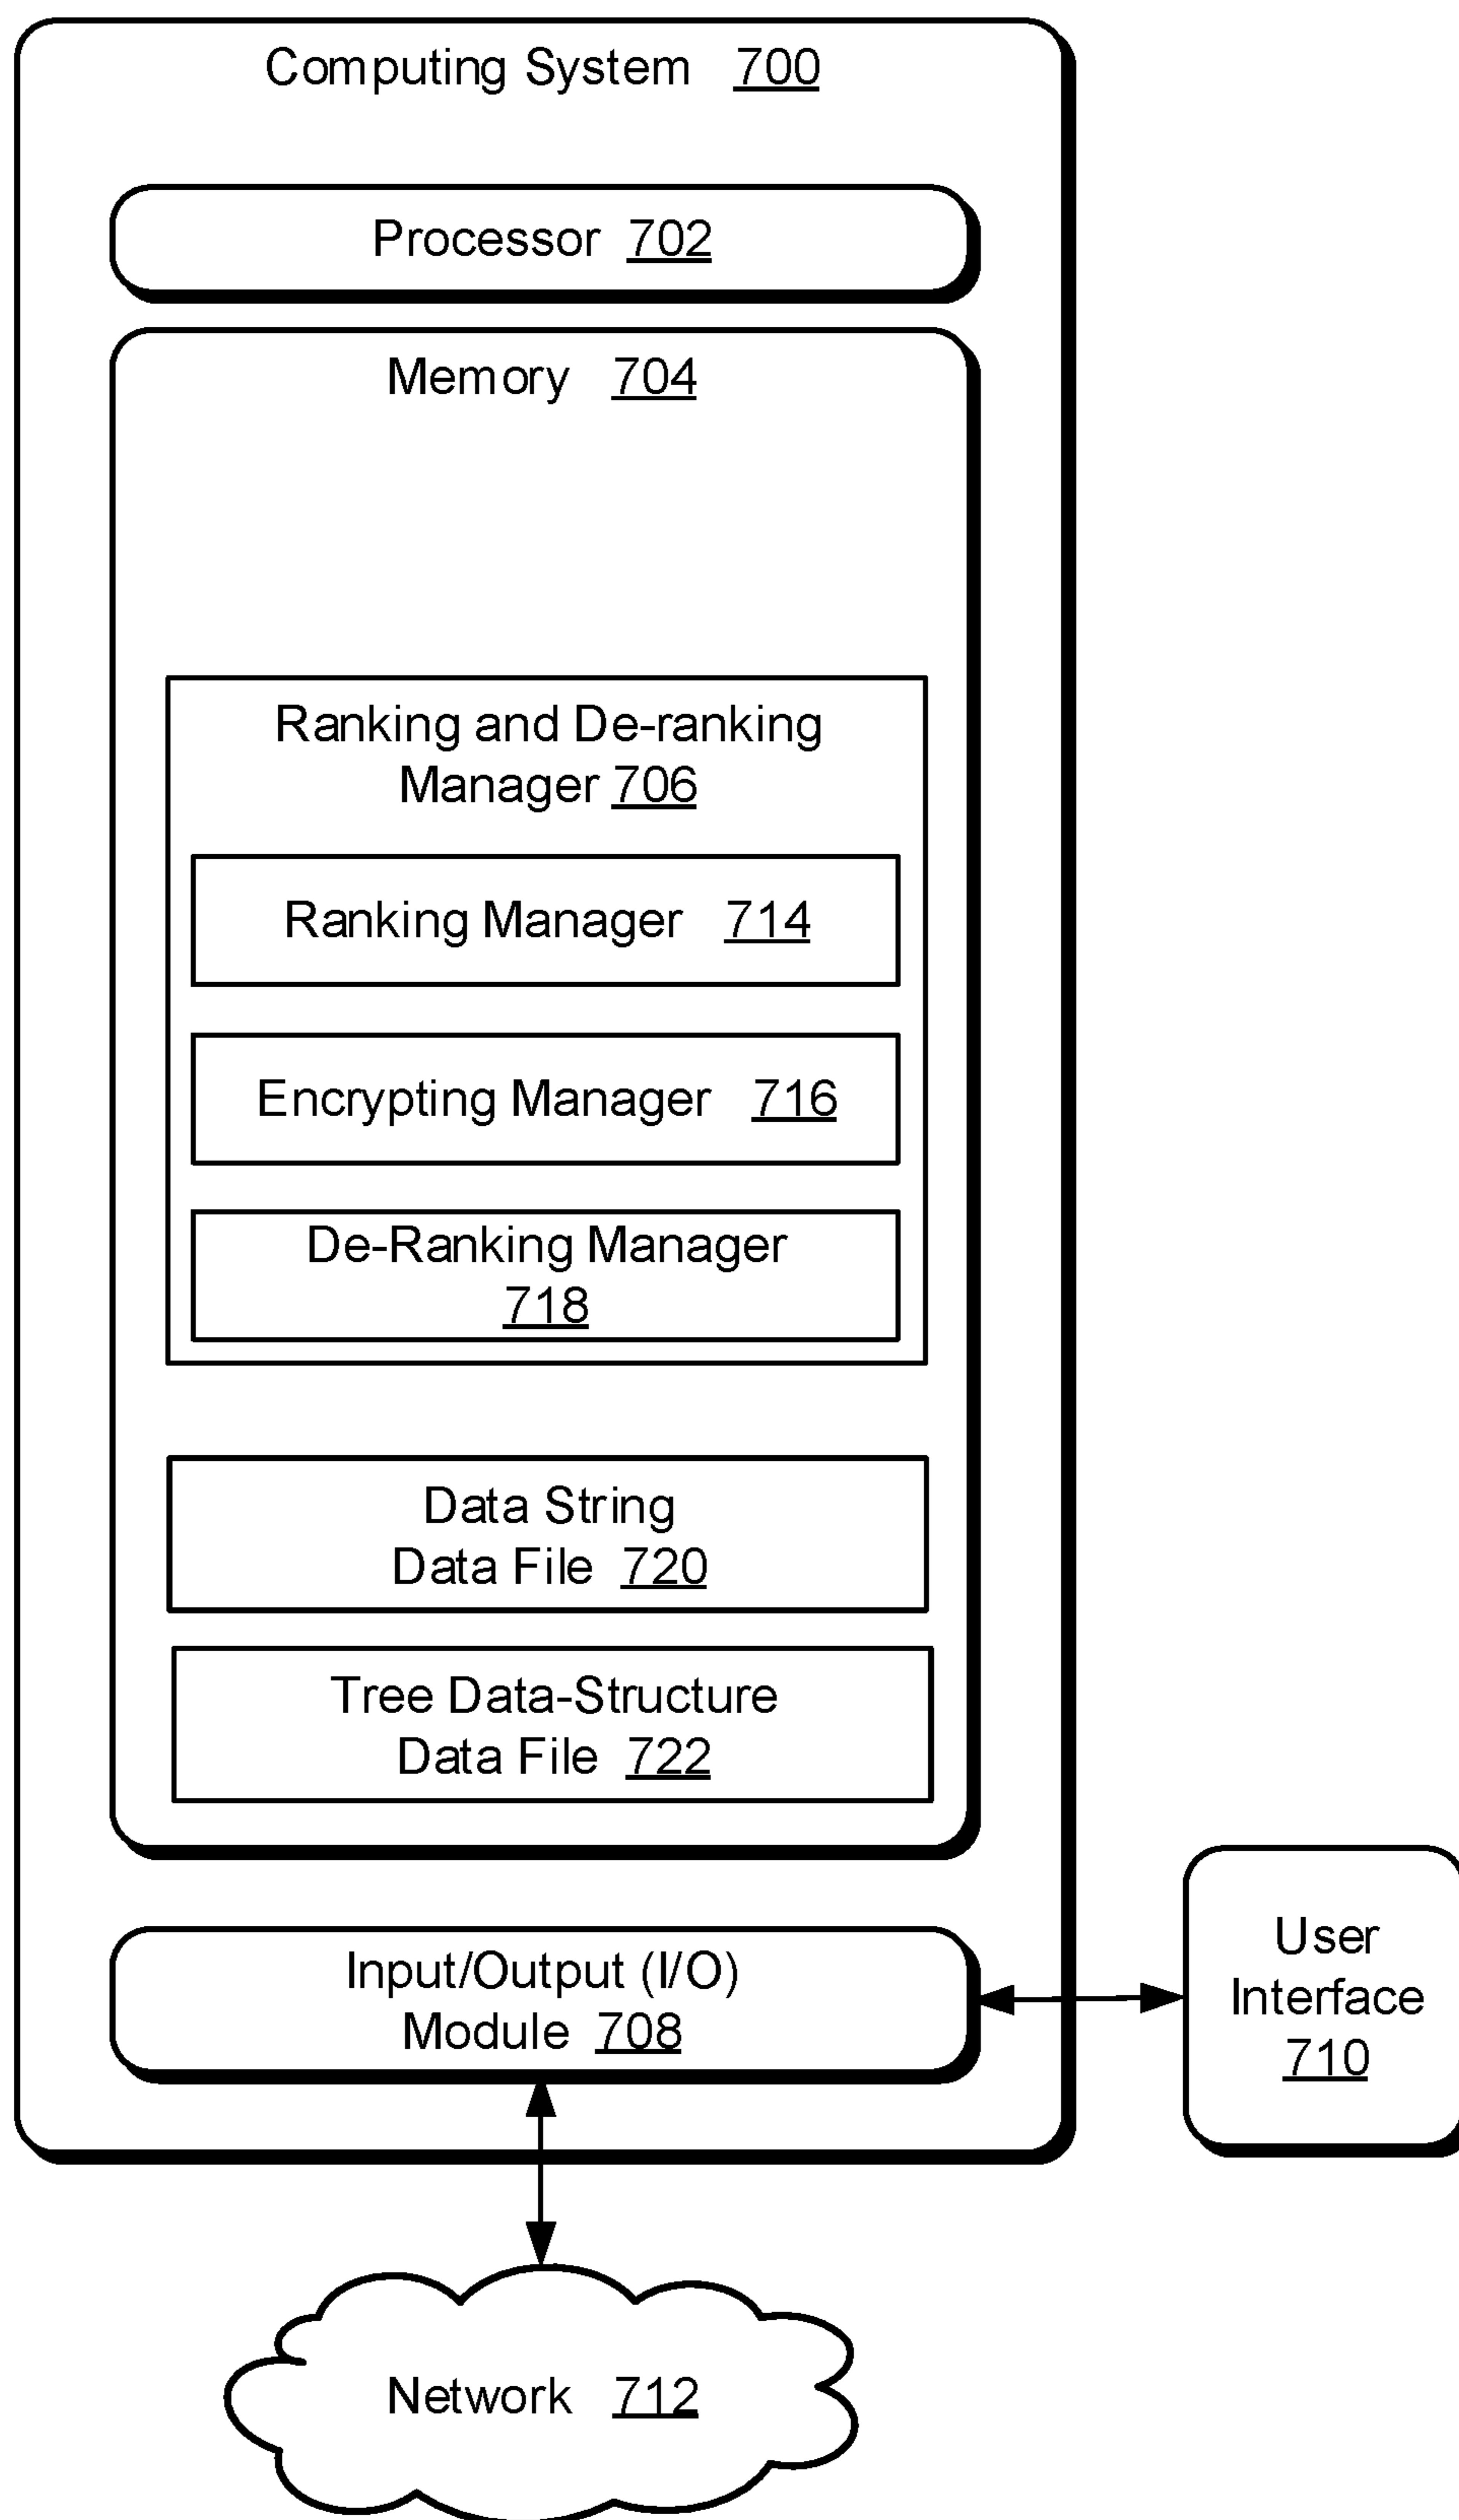 Computing System 700
Processor 702
Memory 704
Ranking and De-ranking
Manager 706
Ranking Manager 714
Encrypting Manager 716
De-Ranking Manager
718
Data String
Data File 720
Tree Data-Structure
Data File 722
Input/Output (I/O)
Module 708
User
Interface
710
Network 712